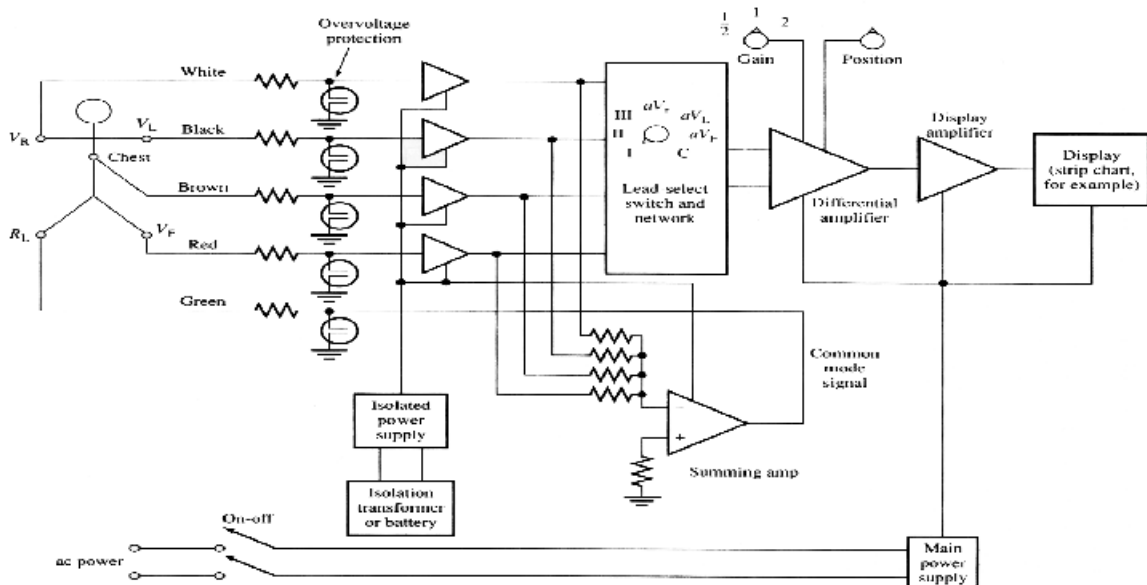 1/2 1 2
Gain
Position
Overvoltage
protection
White
V_R
V_L
Black
Chest
Brown
R_L
V_F
Red
Green
III
II
I
aV_r
aV_L
aV_F
C
Lead select
switch and
network
Differential
amplifier
Display
amplifier
Display
(strip chart,
for example)
Common
mode
signal
−
+
Summing amp
Isolated
power
supply
Isolation
transformer
or battery
On-off
ac power
Main
power
supply